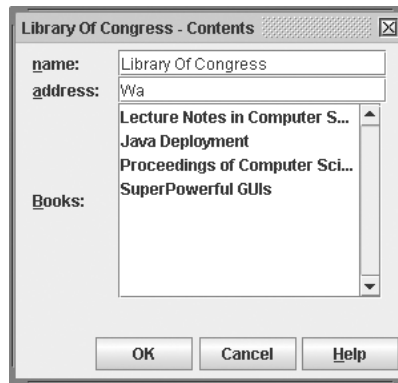 Library Of Congress - Contents
name: Library Of Congress
address: Wa
Books:
Lecture Notes in Computer S...
Java Deployment
Proceedings of Computer Sci...
SuperPowerful GUIs
OK Cancel Help